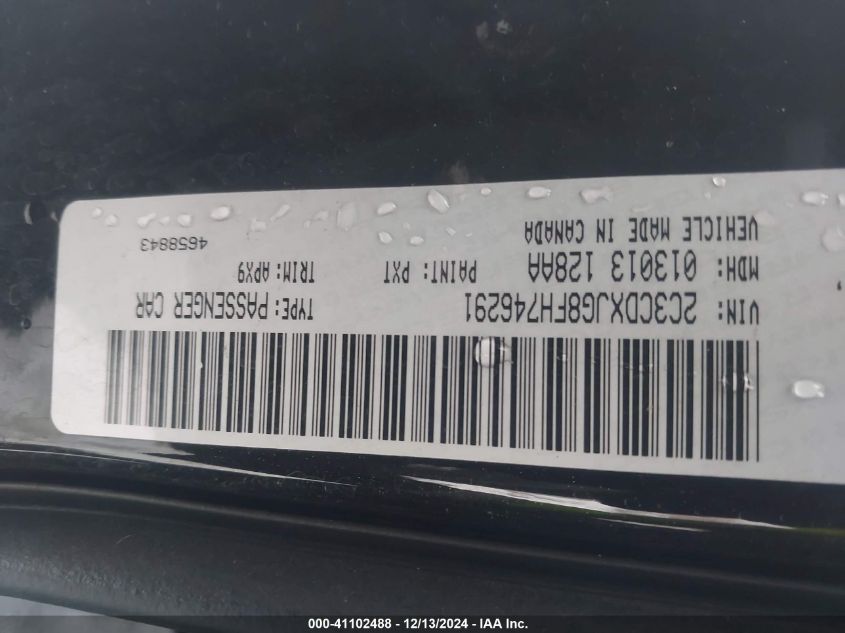 VIN: 2C3CDXJG8FH746291 TYPE: PASSENGER CAR
MDH: 013013 128AA PAINT: PXT TRIM: APX9
VEHICLE MADE IN CANADA 4658843
000-41102488 - 12/13/2024 - IAA Inc.